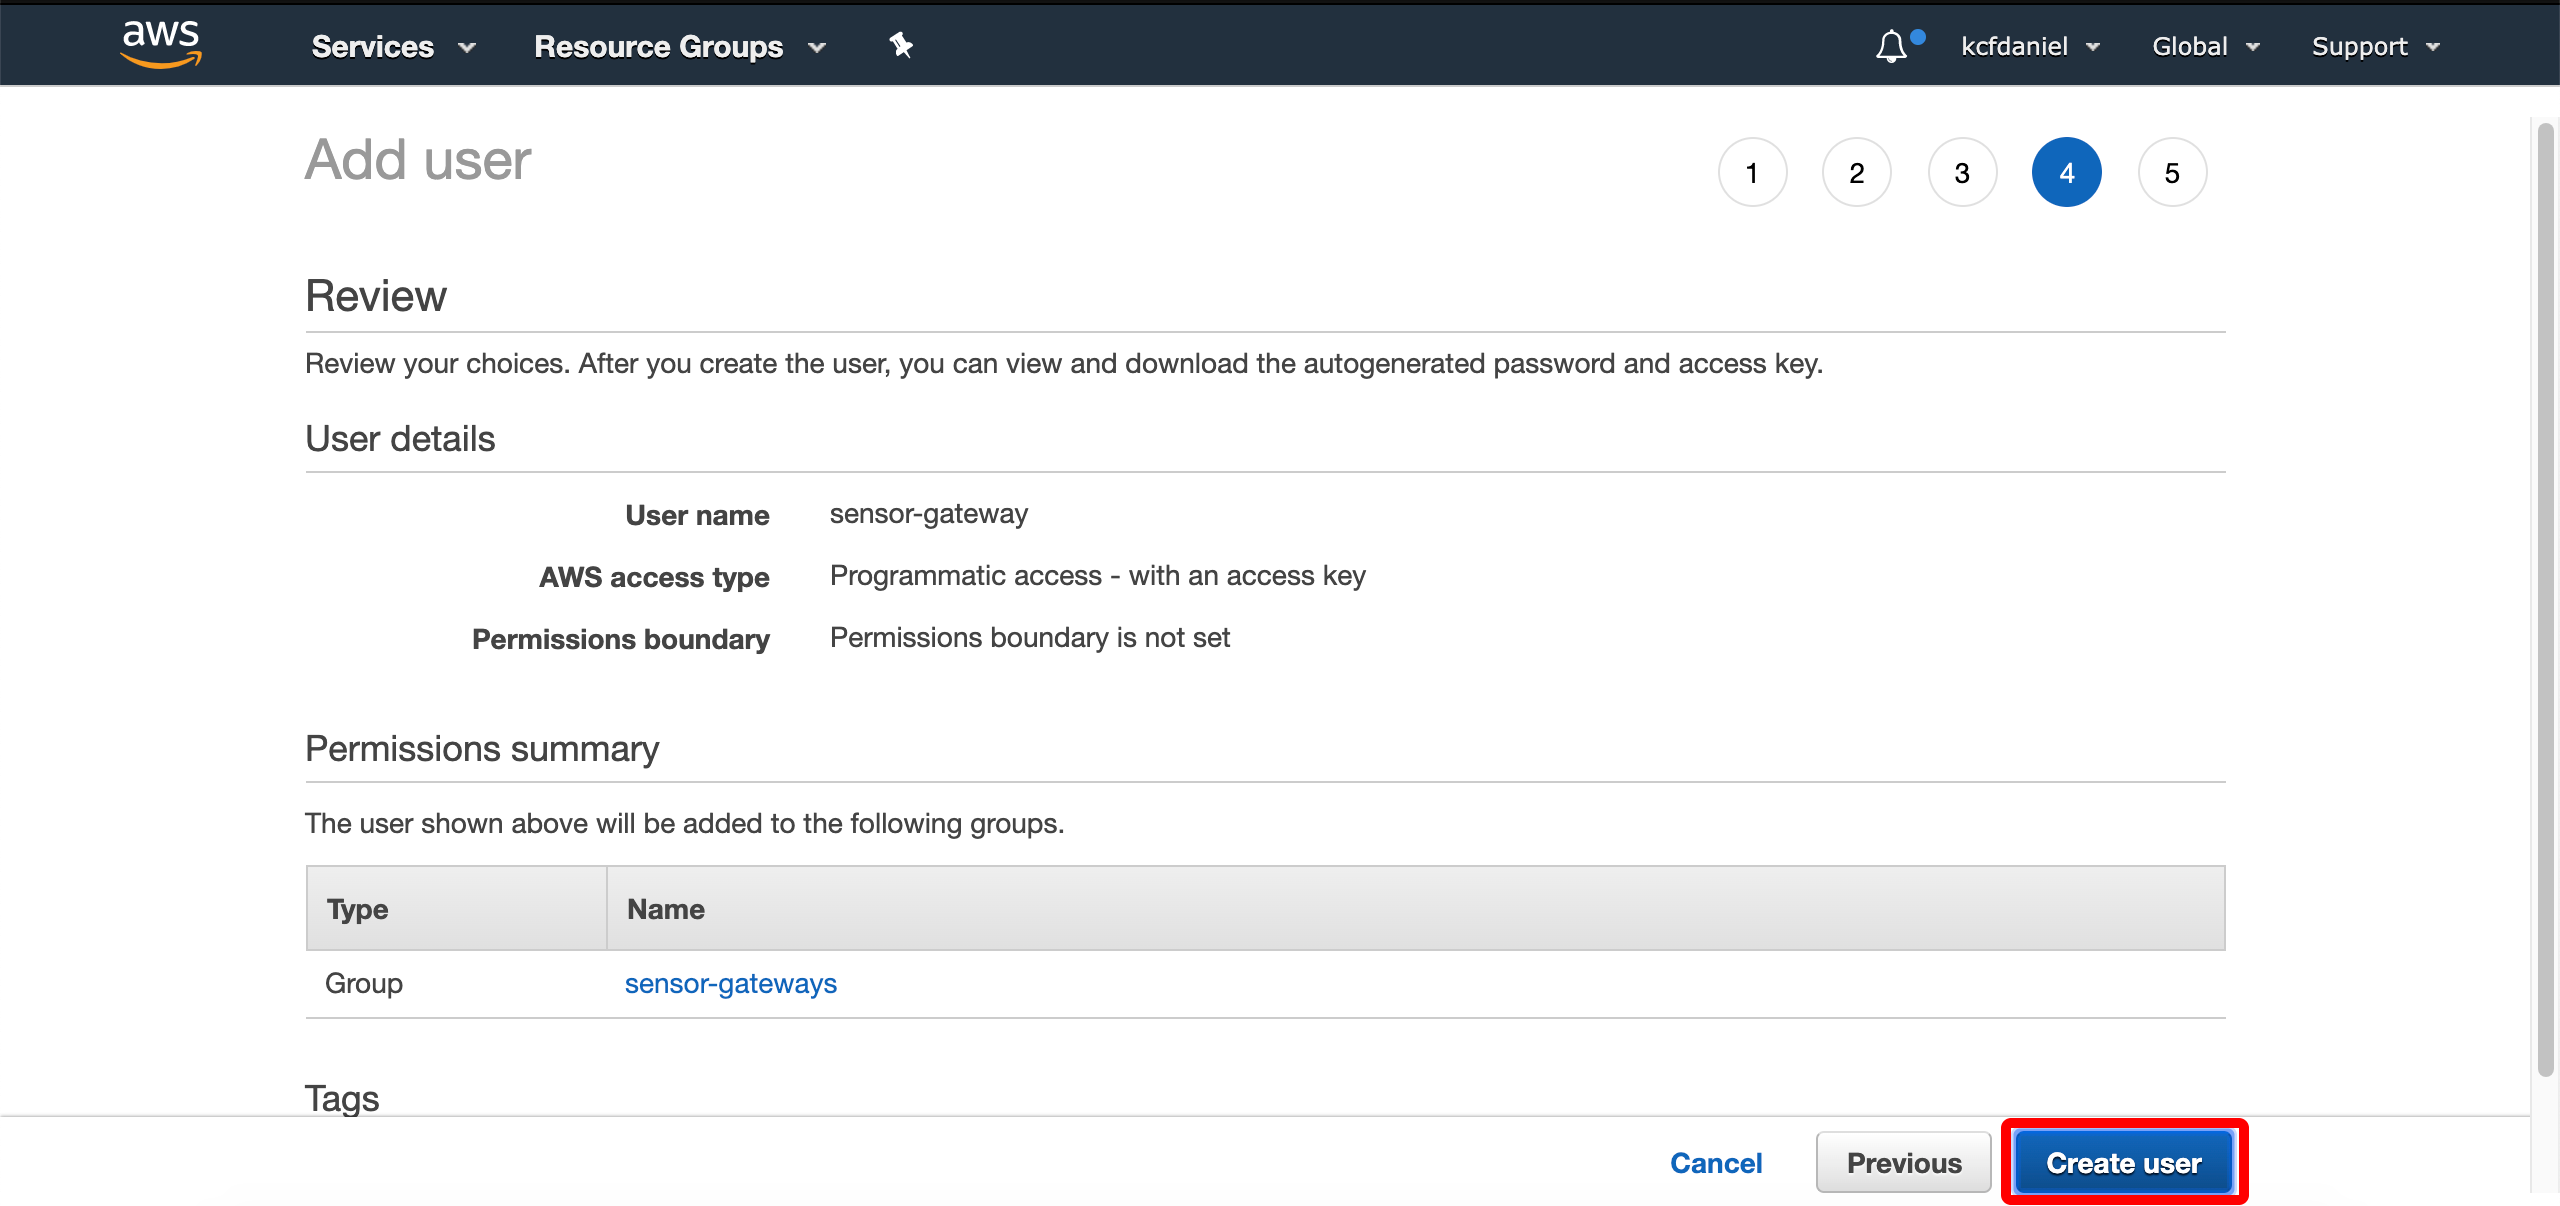 aws Services Resource Groups kcfdaniel Global Support
Add user
1 2 3 4 5
Review
Review your choices. After you create the user, you can view and download the autogenerated password and access key.
User details
User name sensor-gateway
AWS access type Programmatic access - with an access key
Permissions boundary Permissions boundary is not set
Permissions summary
The user shown above will be added to the following groups.
Type Name
Group sensor-gateways
Tags
Cancel Previous Create user